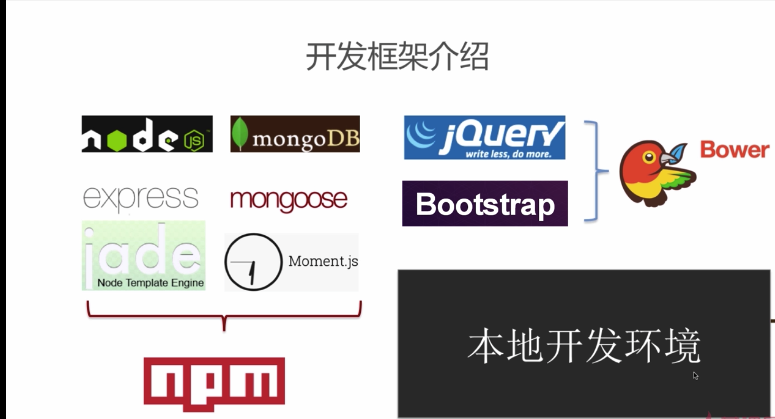 开发框架介绍
node JS
mongoDB
express
mongoose
jade
Node Template Engine
Moment.js
npm
jQuery
write less, do more.
Bootstrap
Bower
本地开发环境